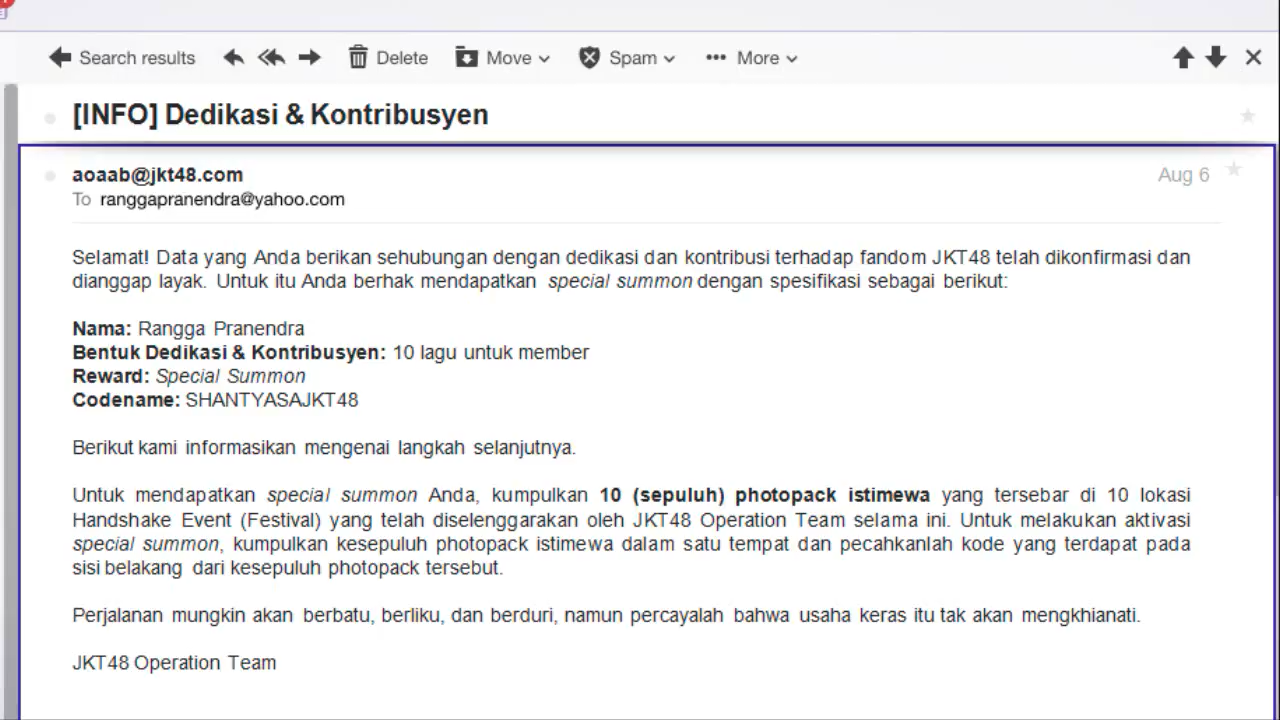 Search results Delete Move Spam More
[INFO] Dedikasi & Kontribusyen
aoaab@jkt48.com Aug 6
To ranggapranendra@yahoo.com
Selamat! Data yang Anda berikan sehubungan dengan dedikasi dan kontribusi terhadap fandom JKT48 telah dikonfirmasi dan
dianggap layak. Untuk itu Anda berhak mendapatkan special summon dengan spesifikasi sebagai berikut:
Nama: Rangga Pranendra
Bentuk Dedikasi & Kontribusyen: 10 lagu untuk member
Reward: Special Summon
Codename: SHANTYASAJKT48
Berikut kami informasikan mengenai langkah selanjutnya.
Untuk mendapatkan special summon Anda, kumpulkan 10 (sepuluh) photopack istimewa yang tersebar di 10 lokasi
Handshake Event (Festival) yang telah diselenggarakan oleh JKT48 Operation Team selama ini. Untuk melakukan aktivasi
special summon, kumpulkan kesepuluh photopack istimewa dalam satu tempat dan pecahkanlah kode yang terdapat pada
sisi belakang dari kesepuluh photopack tersebut.
Perjalanan mungkin akan berbatu, berliku, dan berduri, namun percayalah bahwa usaha keras itu tak akan mengkhianati.
JKT48 Operation Team